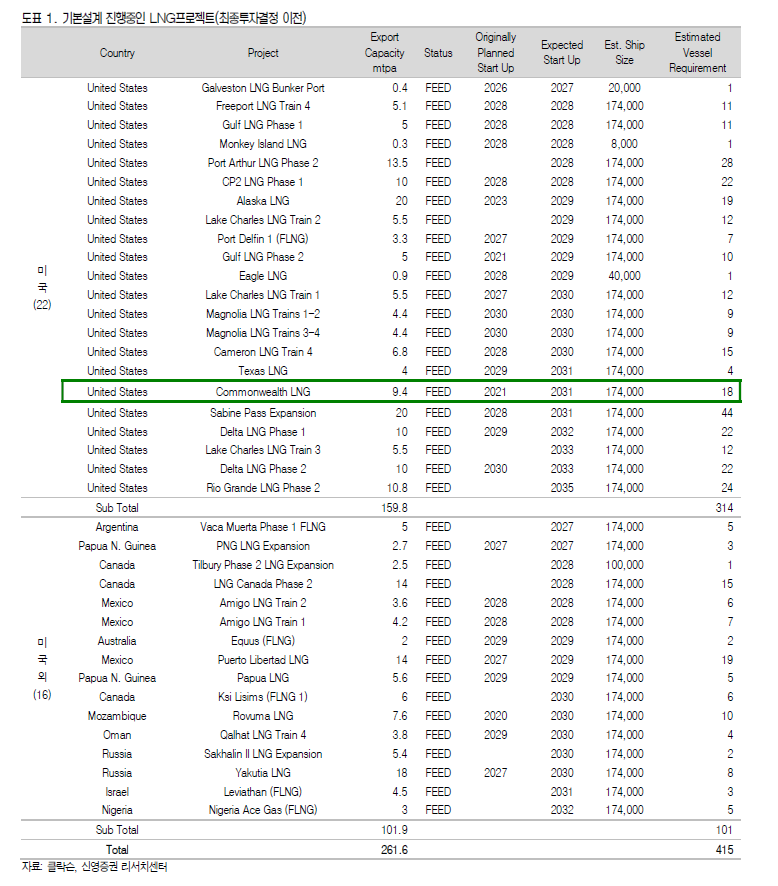 도표 1. 기본설계 진행중인 LNG프로젝트(최종투자결정 이전)
Country Project Export Capacity mtpa Status Originally Planned Start Up Expected Start Up Est. Ship Size Estimated Vessel Requirement
미국 (22)
United States Galveston LNG Bunker Port 0.4 FEED 2026 2027 20,000 1
United States Freeport LNG Train 4 5.1 FEED 2028 2028 174,000 11
United States Gulf LNG Phase 1 5 FEED 2028 2028 174,000 11
United States Monkey Island LNG 0.3 FEED 2028 2028 8,000 1
United States Port Arthur LNG Phase 2 13.5 FEED 2028 174,000 28
United States CP2 LNG Phase 1 10 FEED 2028 2028 174,000 22
United States Alaska LNG 20 FEED 2023 2029 174,000 19
United States Lake Charles LNG Train 2 5.5 FEED 2029 174,000 12
United States Port Delfin 1 (FLNG) 3.3 FEED 2027 2029 174,000 7
United States Gulf LNG Phase 2 5 FEED 2021 2029 174,000 10
United States Eagle LNG 0.9 FEED 2028 2029 40,000 1
United States Lake Charles LNG Train 1 5.5 FEED 2027 2030 174,000 12
United States Magnolia LNG Trains 1-2 4.4 FEED 2030 2030 174,000 9
United States Magnolia LNG Trains 3-4 4.4 FEED 2030 2030 174,000 9
United States Cameron LNG Train 4 6.8 FEED 2028 2030 174,000 15
United States Texas LNG 4 FEED 2029 2031 174,000 4
United States Commonwealth LNG 9.4 FEED 2021 2031 174,000 18
United States Sabine Pass Expansion 20 FEED 2028 2031 174,000 44
United States Delta LNG Phase 1 10 FEED 2029 2032 174,000 22
United States Lake Charles LNG Train 3 5.5 FEED 2033 174,000 12
United States Delta LNG Phase 2 10 FEED 2030 2033 174,000 22
United States Rio Grande LNG Phase 2 10.8 FEED 2035 174,000 24
Sub Total 159.8 314
미국외 (16)
Argentina Vaca Muerta Phase 1 FLNG 5 FEED 2027 174,000 5
Papua N. Guinea PNG LNG Expansion 2.7 FEED 2027 2027 174,000 3
Canada Tilbury Phase 2 LNG Expansion 2.5 FEED 2028 100,000 1
Canada LNG Canada Phase 2 14 FEED 2028 174,000 15
Mexico Amigo LNG Train 2 3.6 FEED 2028 2028 174,000 6
Mexico Amigo LNG Train 1 4.2 FEED 2028 2028 174,000 7
Australia Equus (FLNG) 2 FEED 2029 2029 174,000 2
Mexico Puerto Libertad LNG 14 FEED 2027 2029 174,000 19
Papua N. Guinea Papua LNG 5.6 FEED 2029 2029 174,000 5
Canada Ksi Lisims (FLNG 1) 6 FEED 2030 174,000 6
Mozambique Rovuma LNG 7.6 FEED 2020 2030 174,000 10
Oman Qalhat LNG Train 4 3.8 FEED 2029 2030 174,000 4
Russia Sakhalin II LNG Expansion 5.4 FEED 2030 174,000 2
Russia Yakutia LNG 18 FEED 2027 2030 174,000 8
Israel Leviathan (FLNG) 4.5 FEED 2031 174,000 3
Nigeria Nigeria Ace Gas (FLNG) 3 FEED 2032 174,000 5
Sub Total 101.9 101
Total 261.6 415
자료: 클락슨, 신영증권 리서치센터